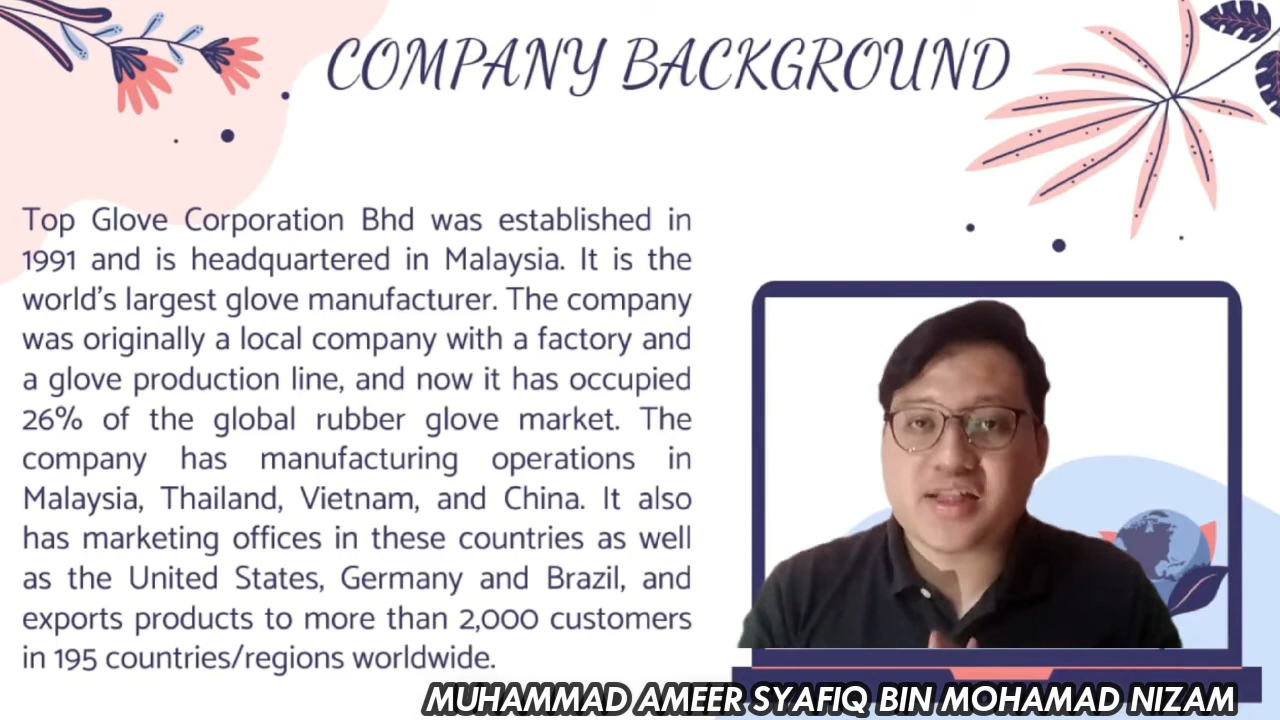 COMPANY BACKGROUND
Top Glove Corporation Bhd was established in
1991 and is headquartered in Malaysia. It is the
world's largest glove manufacturer. The company
was originally a local company with a factory and
a glove production line, and now it has occupied
26% of the global rubber glove market. The
company has manufacturing operations in
Malaysia, Thailand, Vietnam, and China. It also
has marketing offices in these countries as well
as the United States, Germany and Brazil, and
exports products to more than 2,000 customers
in 195 countries/regions worldwide.
MUHAMMAD AMEER SYAFIQ BIN MOHAMAD NIZAM